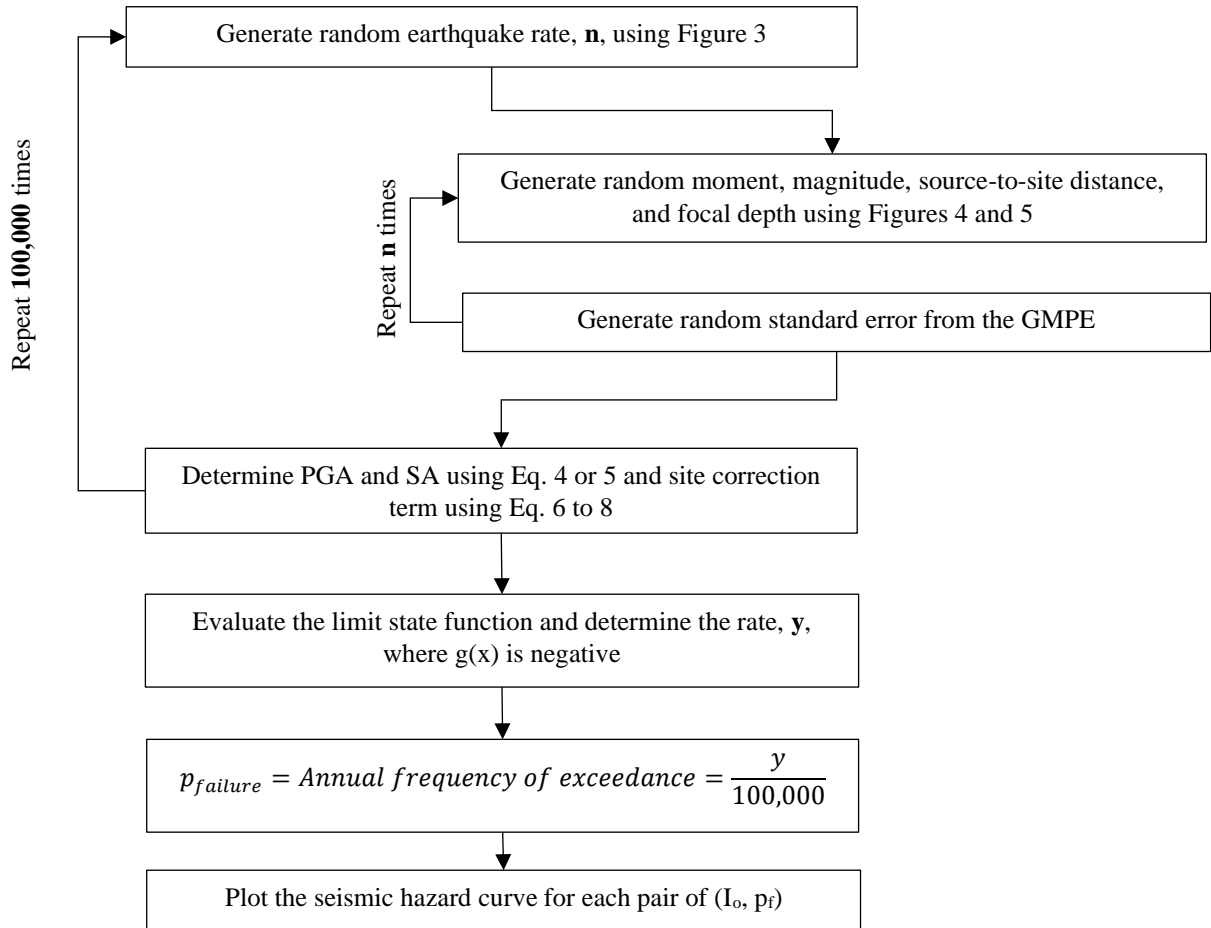 Generate random earthquake rate, n, using Figure 3
Repeat 100,000 times
Generate random moment, magnitude, source-to-site distance,
and focal depth using Figures 4 and 5
Repeat n times
Generate random standard error from the GMPE
Determine PGA and SA using Eq. 4 or 5 and site correction
term using Eq. 6 to 8
Evaluate the limit state function and determine the rate, y,
where g(x) is negative
p_failure = Annual frequency of exceedance = y/100,000
Plot the seismic hazard curve for each pair of (I_o, p_f)